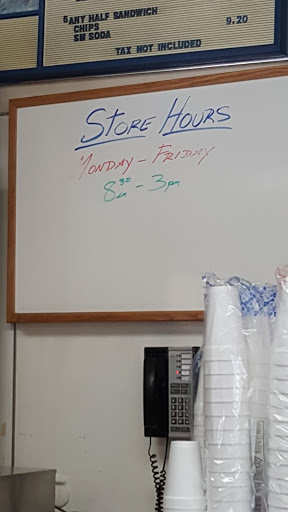 6 ANY HALF SANDWICH 9.20
CHIPS
SM SODA
TAX NOT INCLUDED
STORE HOURS
MONDAY - FRIDAY
8³⁰ᵃᵐ - 3pm